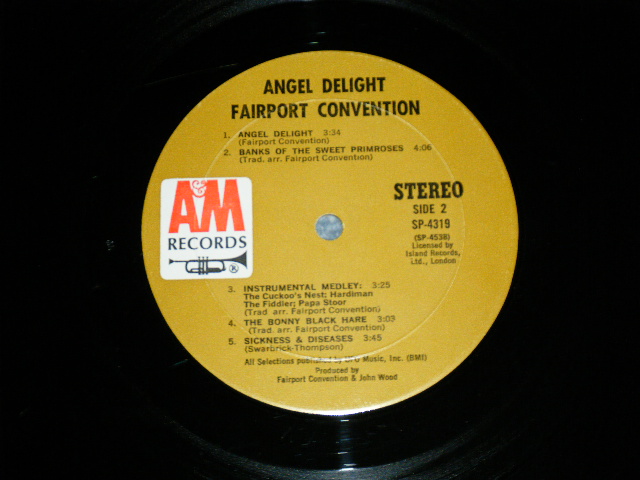 ANGEL DELIGHT
FAIRPORT CONVENTION
1. ANGEL DELIGHT 3:34
(Fairport Convention)
2. BANKS OF THE SWEET PRIMROSES 4:06
(Trad. arr. Fairport Convention)
A&M
RECORDS
®
STEREO
SIDE 2
SP-4319
(SP-4538)
Licensed by
Island Records,
Ltd., London
3. INSTRUMENTAL MEDLEY: 3:25
The Cuckoo's Nest; Hardiman
The Fiddler; Papa Stoor
(Trad. arr. Fairport Convention)
4. THE BONNY BLACK HARE 3:03
(Trad. arr. Fairport Convention)
5. SICKNESS & DISEASES 3:45
(Swarbrick-Thompson)
All Selections published by Music, Inc. (BMI)
Produced by
Fairport Convention & John Wood